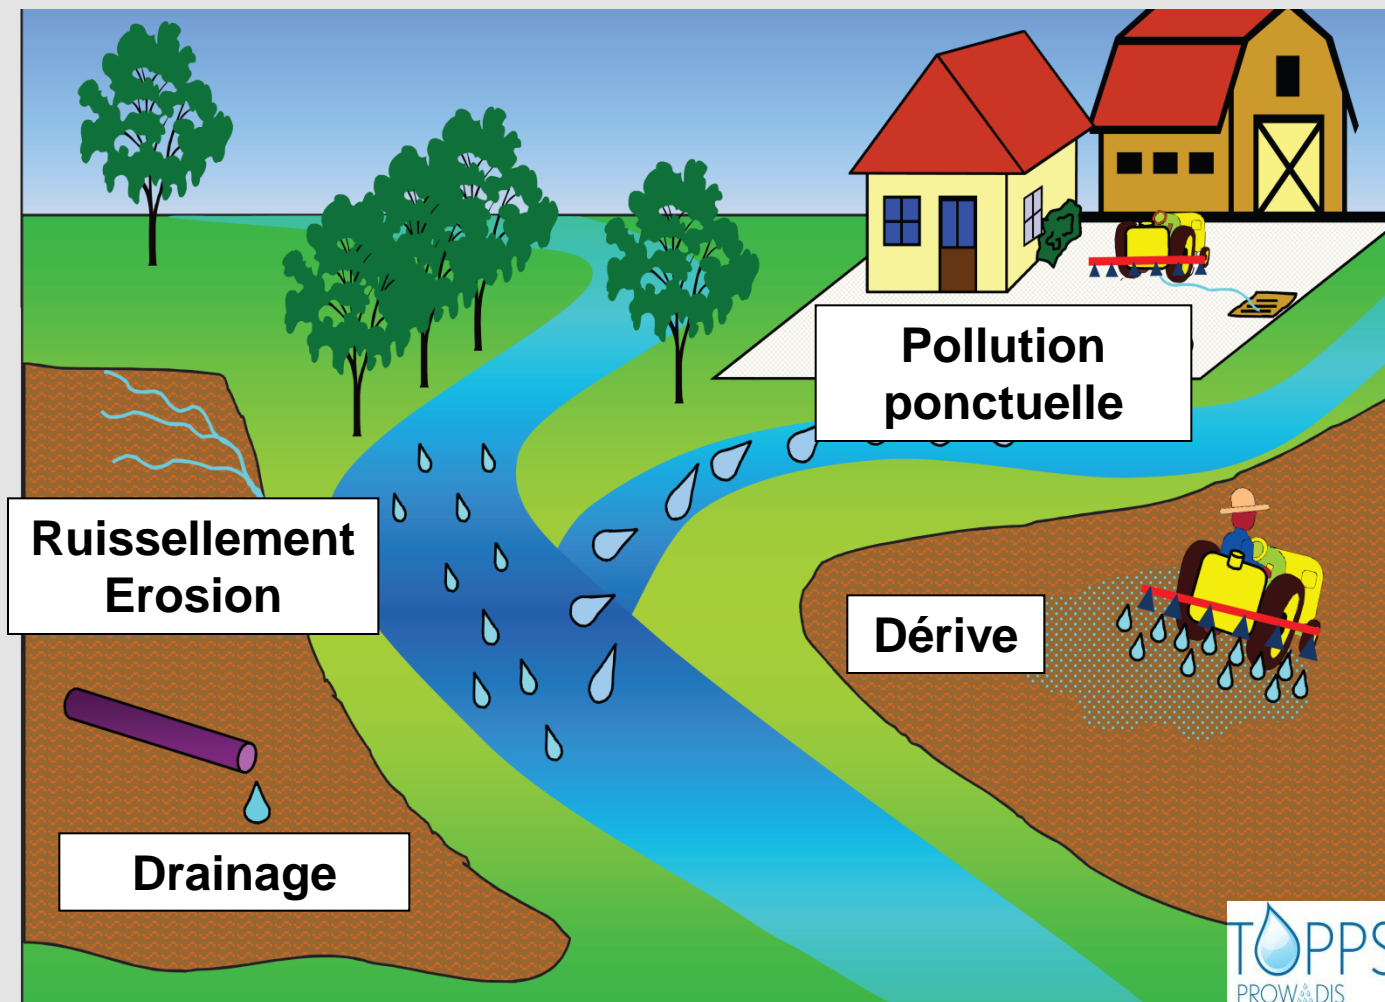 Pollution
ponctuelle
Ruissellement
Erosion
Dérive
Drainage
TOPPS
PROWADIS